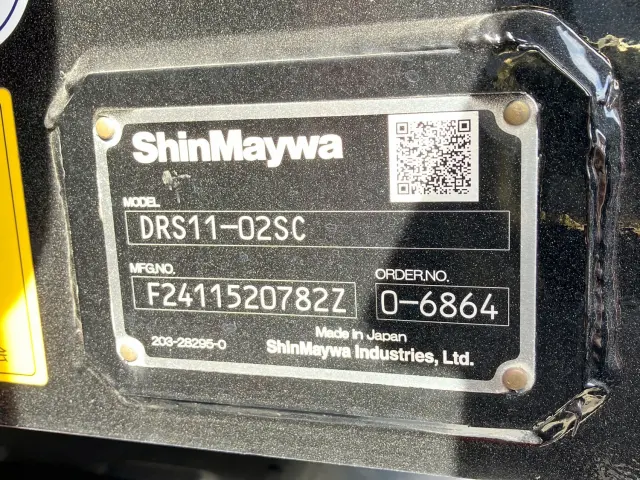 ShinMaywa
MODEL
DRS11-02SC
MFG.NO.
F2411520782Z
ORDER.NO.
0-6864
203-28295-0
Made in Japan
ShinMaywa Industries, Ltd.